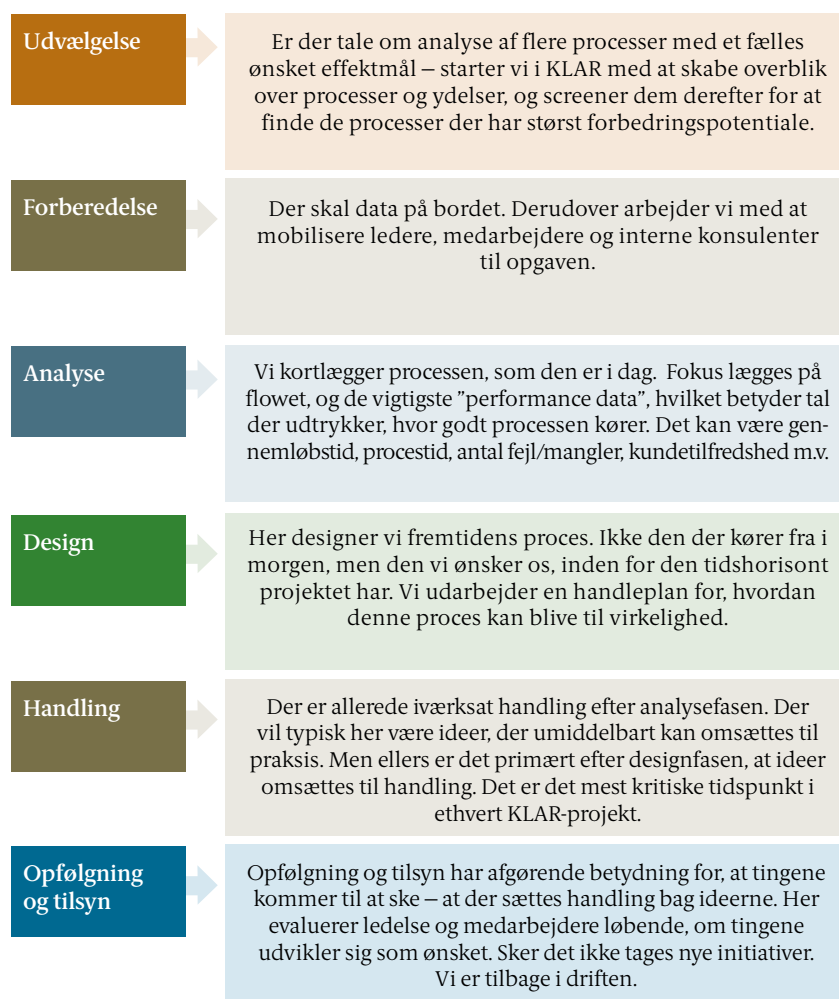 Udvælgelse
Er der tale om analyse af flere processer med et fælles
ønsket effektmål – starter vi i KLAR med at skabe overblik
over processer og ydelser, og screener dem derefter for at
finde de processer der har størst forbedringspotentiale.
Forberedelse
Der skal data på bordet. Derudover arbejder vi med at
mobilisere ledere, medarbejdere og interne konsulenter
til opgaven.
Analyse
Vi kortlægger processen, som den er i dag. Fokus lægges på
flowet, og de vigtigste ”performance data”, hvilket betyder tal
der udtrykker, hvor godt processen kører. Det kan være gen-
nemløbstid, procestid, antal fejl/mangler, kundetilfredshed m.v.
Design
Her designer vi fremtidens proces. Ikke den der kører fra i
morgen, men den vi ønsker os, inden for den tidshorisont
projektet har. Vi udarbejder en handleplan for, hvordan
denne proces kan blive til virkelighed.
Handling
Der er allerede iværksat handling efter analysefasen. Der
vil typisk her være ideer, der umiddelbart kan omsættes til
praksis. Men ellers er det primært efter designfasen, at ideer
omsættes til handling. Det er det mest kritiske tidspunkt i
ethvert KLAR-projekt.
Opfølgning
og tilsyn
Opfølgning og tilsyn har afgørende betydning for, at tingene
kommer til at ske – at der sættes handling bag ideerne. Her
evaluerer ledelse og medarbejdere løbende, om tingene
udvikler sig som ønsket. Sker det ikke tages nye initiativer.
Vi er tilbage i driften.